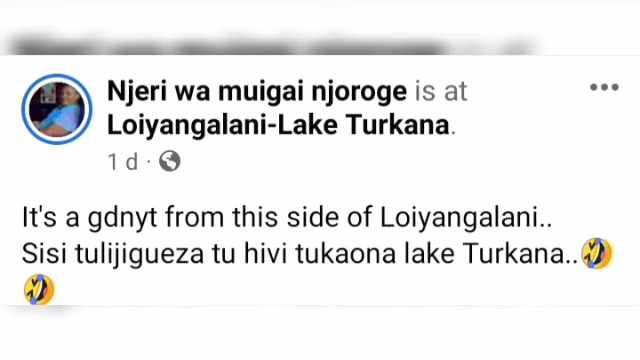 Njeri wa muigai njoroge is at
Loiyangalani-Lake Turkana.
1 d ·
It's a gdnyt from this side of Loiyangalani..
Sisi tulijigueza tu hivi tukaona lake Turkana..🤣
🤣